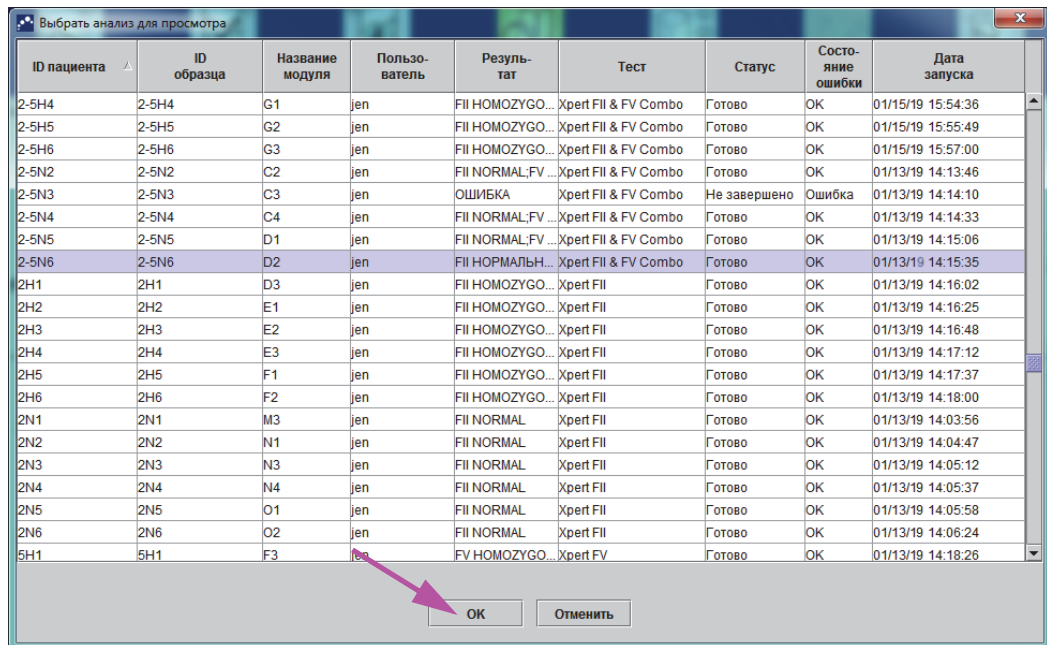 Выбрать анализ для просмотра
ID пациента ID образца Название модуля Пользо-ватель Резуль-тат Тест Статус Состо-яние ошибки Дата запуска
2-5H4 2-5H4 G1 jen FII HOMOZYGO... Xpert FII & FV Combo Готово OK 01/15/19 15:54:36
2-5H5 2-5H5 G2 jen FII HOMOZYGO... Xpert FII & FV Combo Готово OK 01/15/19 15:55:49
2-5H6 2-5H6 G3 jen FII HOMOZYGO... Xpert FII & FV Combo Готово OK 01/15/19 15:57:00
2-5N2 2-5N2 C2 jen FII NORMAL;FV ... Xpert FII & FV Combo Готово OK 01/13/19 14:13:46
2-5N3 2-5N3 C3 jen ОШИБКА Xpert FII & FV Combo Не завершено Ошибка 01/13/19 14:14:10
2-5N4 2-5N4 C4 jen FII NORMAL;FV ... Xpert FII & FV Combo Готово OK 01/13/19 14:14:33
2-5N5 2-5N5 D1 jen FII NORMAL;FV ... Xpert FII & FV Combo Готово OK 01/13/19 14:15:06
2-5N6 2-5N6 D2 jen FII НОРМАЛЬН... Xpert FII & FV Combo Готово OK 01/13/19 14:15:35
2H1 2H1 D3 jen FII HOMOZYGO... Xpert FII Готово OK 01/13/19 14:16:02
2H2 2H2 E1 jen FII HOMOZYGO... Xpert FII Готово OK 01/13/19 14:16:25
2H3 2H3 E2 jen FII HOMOZYGO... Xpert FII Готово OK 01/13/19 14:16:48
2H4 2H4 E3 jen FII HOMOZYGO... Xpert FII Готово OK 01/13/19 14:17:12
2H5 2H5 F1 jen FII HOMOZYGO... Xpert FII Готово OK 01/13/19 14:17:37
2H6 2H6 F2 jen FII HOMOZYGO... Xpert FII Готово OK 01/13/19 14:18:00
2N1 2N1 M3 jen FII NORMAL Xpert FII Готово OK 01/13/19 14:03:56
2N2 2N2 N1 jen FII NORMAL Xpert FII Готово OK 01/13/19 14:04:47
2N3 2N3 N3 jen FII NORMAL Xpert FII Готово OK 01/13/19 14:05:12
2N4 2N4 N4 jen FII NORMAL Xpert FII Готово OK 01/13/19 14:05:37
2N5 2N5 O1 jen FII NORMAL Xpert FII Готово OK 01/13/19 14:05:58
2N6 2N6 O2 jen FII NORMAL Xpert FII Готово OK 01/13/19 14:06:24
5H1 5H1 F3 jen FV HOMOZYGO... Xpert FV Готово OK 01/13/19 14:18:26
OK Отменить